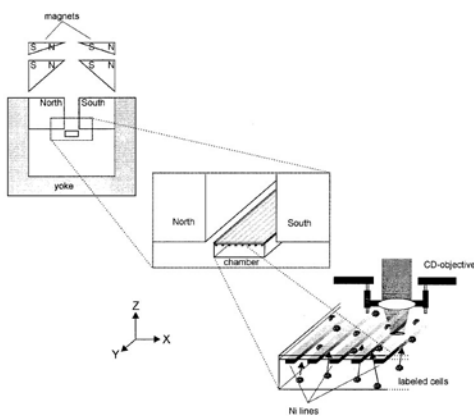 magnets
S N S N
S N S N
North South
yoke
North South
chamber
CD-objective
Z
X
Y
labeled cells
Ni lines